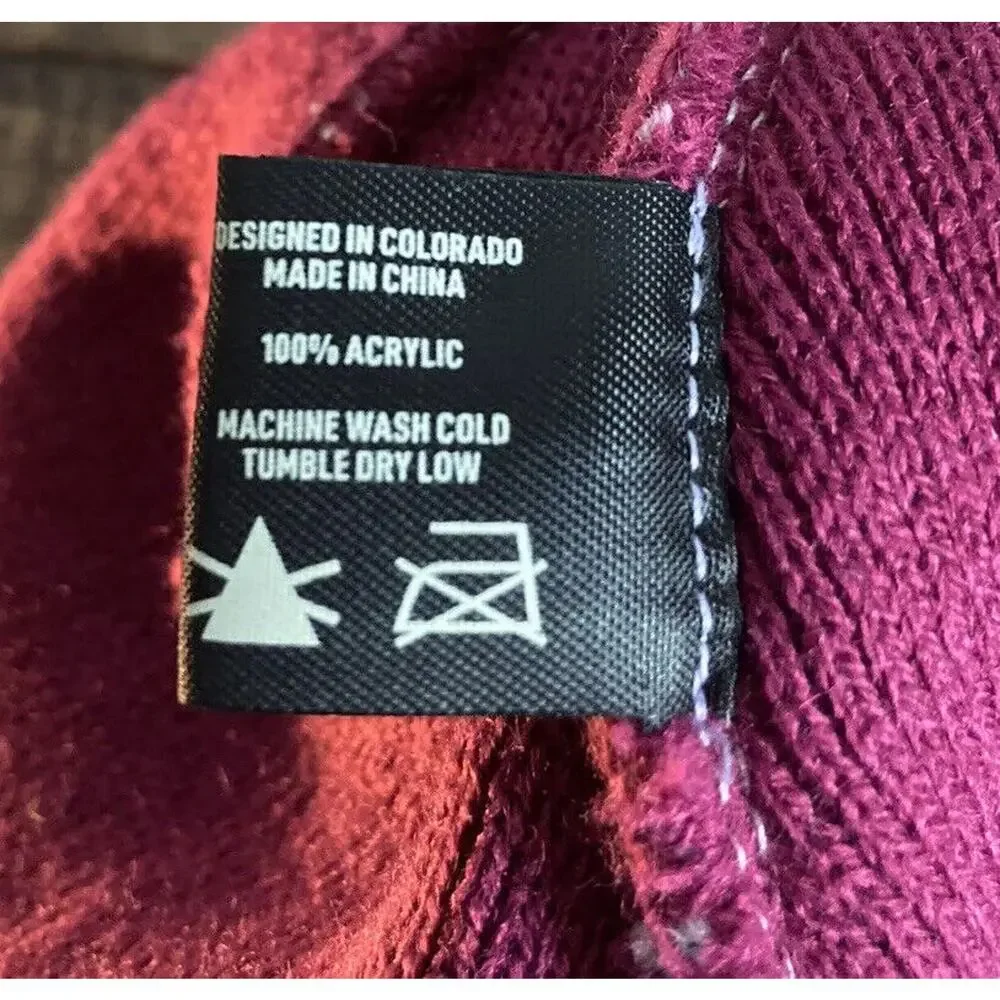 DESIGNED IN COLORADO
MADE IN CHINA
100% ACRYLIC
MACHINE WASH COLD
TUMBLE DRY LOW